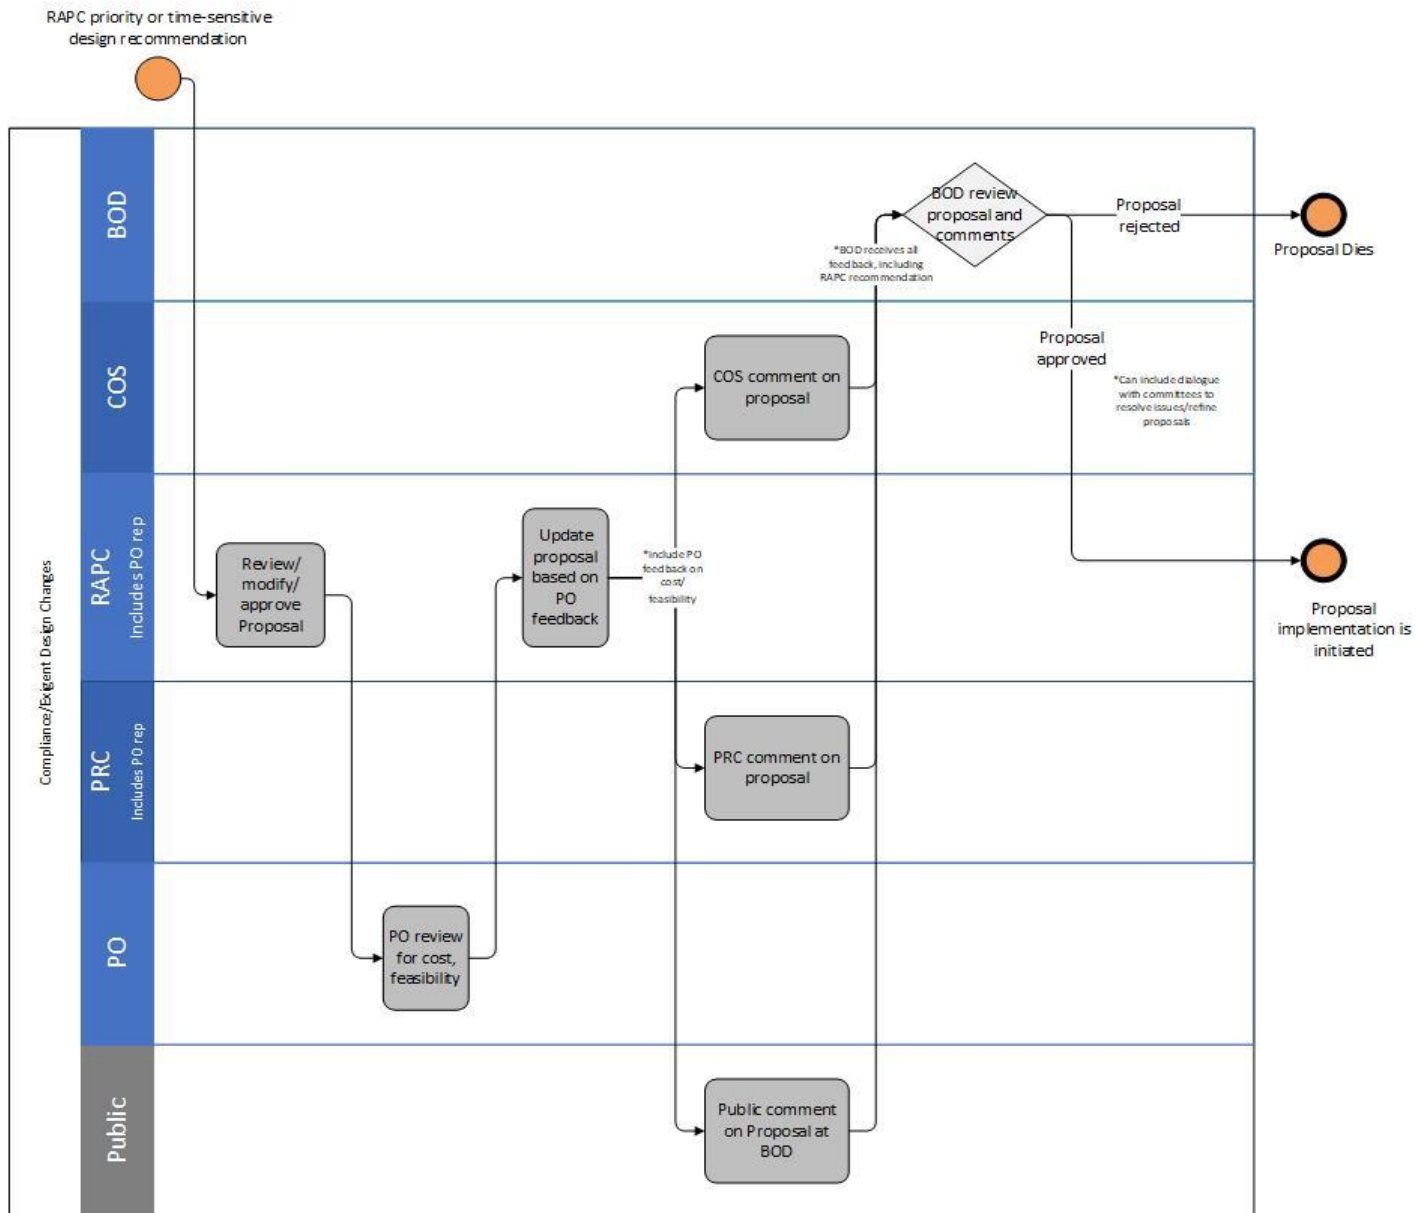 RAPC priority or time-sensitive
design recommendation
Compliance/Exigent Design Changes
BOD
BOD review
proposal and
comments
*BOD receives all
feedback, including
RAPC recommendation
Proposal
rejected
Proposal Dies
COS
COS comment on
proposal
Proposal
approved
*Can include dialogue
with committees to
resolve issues/refine
proposals
RAPC
Includes PO rep
Review/
modify/
approve
Proposal
Update
proposal
based on
PO
feedback
*Include PO
feedback on
cost/
feasibility
Proposal
implementation is
initiated
PRC
Includes PO rep
PRC comment on
proposal
PO
PO review
for cost,
feasibility
Public
Public comment
on Proposal at
BOD